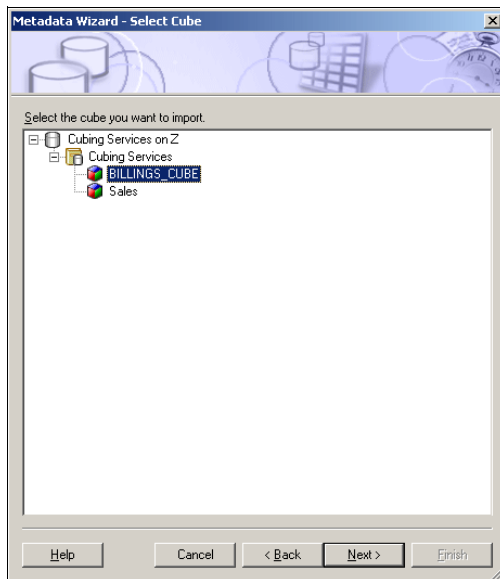 Metadata Wizard - Select Cube
Select the cube you want to import.
Cubing Services on Z
Cubing Services
BILLINGS_CUBE
Sales
Help Cancel < Back Next > Finish